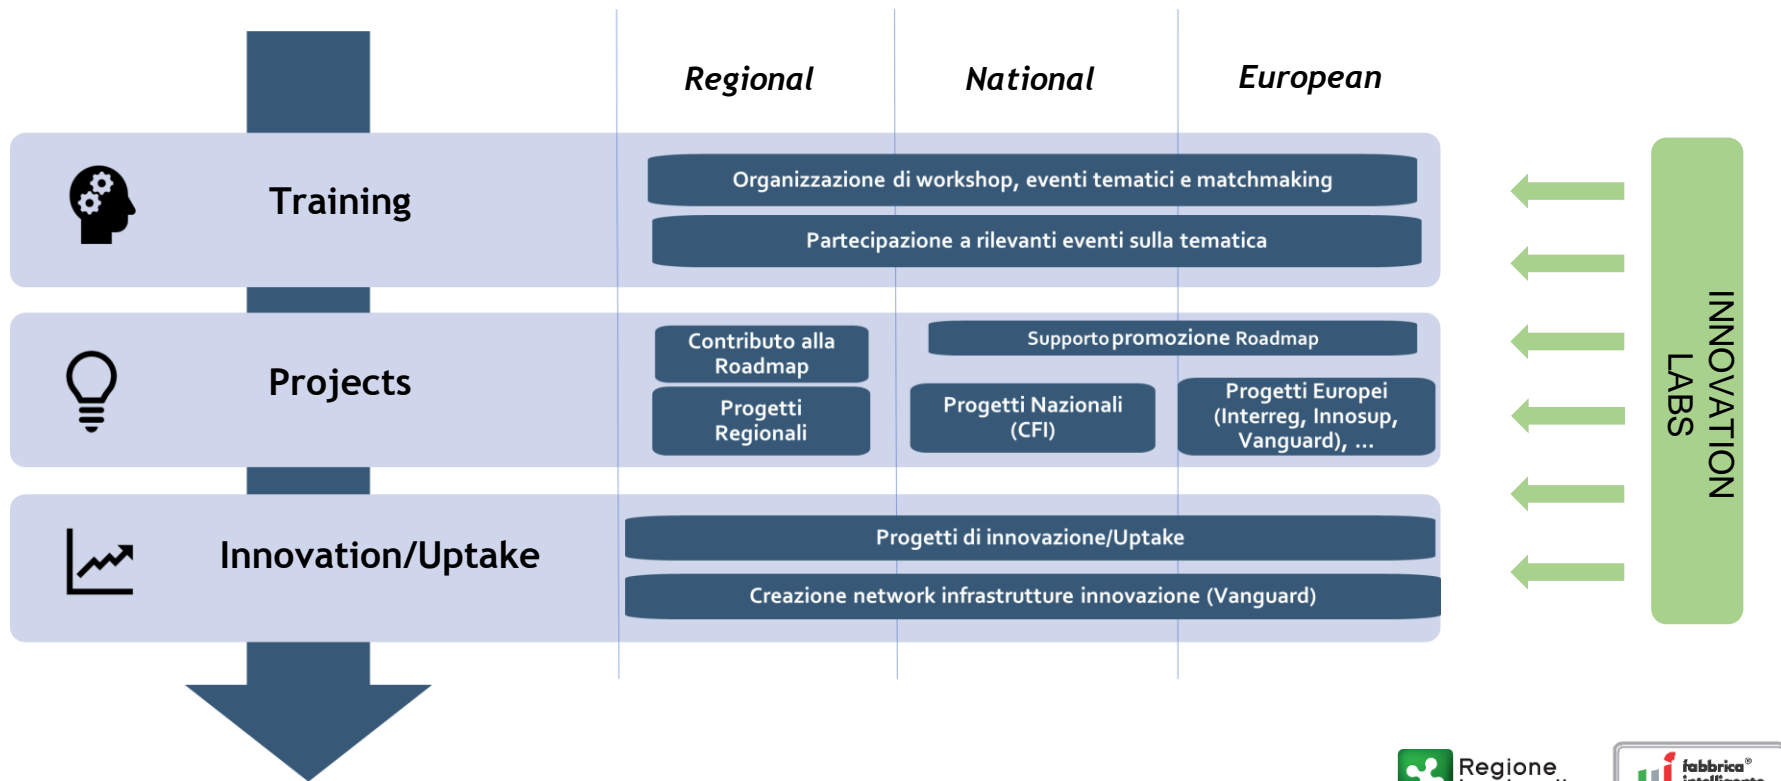 Regional
National
European
Training
Organizzazione di workshop, eventi tematici e matchmaking
Partecipazione a rilevanti eventi sulla tematica
Projects
Contributo alla
Roadmap
Supporto promozione Roadmap
Progetti
Regionali
Progetti Nazionali
(CFI)
Progetti Europei
(Interreg, Innosup,
Vanguard), ...
Innovation/Uptake
Progetti di innovazione/Uptake
Creazione network infrastrutture innovazione (Vanguard)
INNOVATION
LABS
Regione
fabbrica®